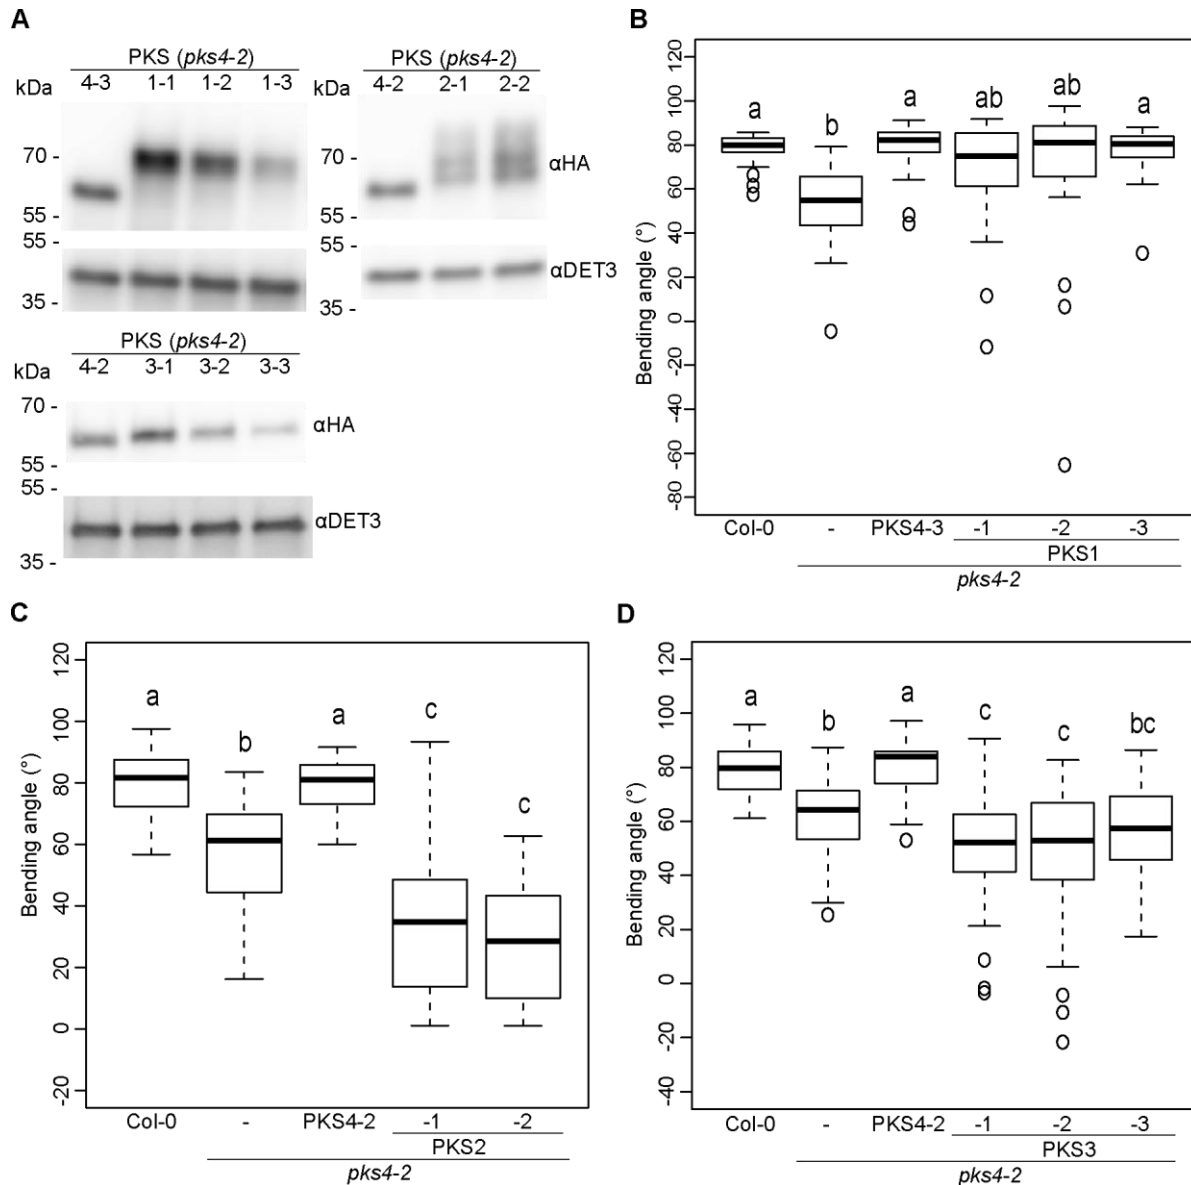 A
PKS (pks4-2)
kDa 4-3 1-1 1-2 1-3
70 -
55 -
55 -
35 -
PKS (pks4-2)
kDa 4-2 2-1 2-2
70 -
αHA
55 -
55 -
αDET3
35 -
PKS (pks4-2)
kDa 4-2 3-1 3-2 3-3
70 -
αHA
55 -
55 -
αDET3
35 -
B
Bending angle (°)
120
100
80
60
40
20
0
-20
-40
-60
-80
a b a ab ab a
Col-0 - PKS4-3 -1 -2 -3
PKS1
pks4-2
C
Bending angle (°)
120
100
80
60
40
20
0
-20
a b a c c
Col-0 - PKS4-2 -1 -2
PKS2
pks4-2
D
Bending angle (°)
120
100
80
60
40
20
0
-20
-40
a b a c c bc
Col-0 - PKS4-2 -1 -2 -3
PKS3
pks4-2